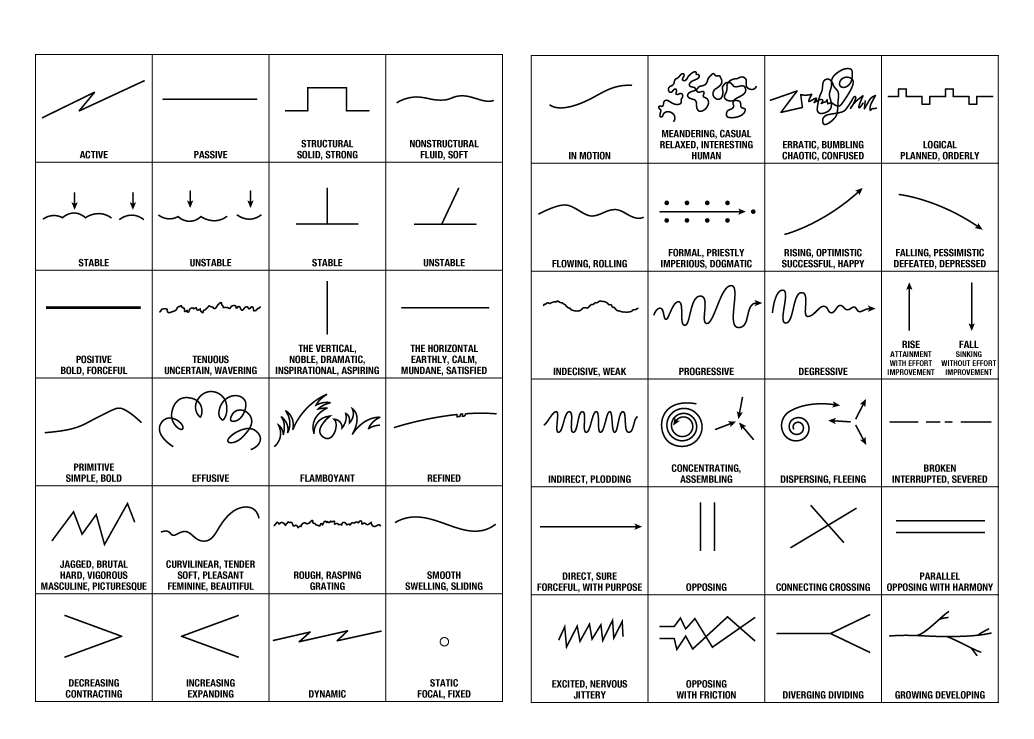 ACTIVE
PASSIVE
STRUCTURAL
SOLID, STRONG
NONSTRUCTURAL
FLUID, SOFT
STABLE
UNSTABLE
STABLE
UNSTABLE
POSITIVE
BOLD, FORCEFUL
TENUOUS
UNCERTAIN, WAVERING
THE VERTICAL,
NOBLE, DRAMATIC,
INSPIRATIONAL, ASPIRING
THE HORIZONTAL
EARTHLY, CALM,
MUNDANE, SATISFIED
PRIMITIVE
SIMPLE, BOLD
EFFUSIVE
FLAMBOYANT
REFINED
JAGGED, BRUTAL
HARD, VIGOROUS
MASCULINE, PICTURESQUE
CURVILINEAR, TENDER
SOFT, PLEASANT
FEMININE, BEAUTIFUL
ROUGH, RASPING
GRATING
SMOOTH
SWELLING, SLIDING
DECREASING
CONTRACTING
INCREASING
EXPANDING
DYNAMIC
STATIC
FOCAL, FIXED
IN MOTION
MEANDERING, CASUAL
RELAXED, INTERESTING
HUMAN
ERRATIC, BUMBLING
CHAOTIC, CONFUSED
LOGICAL
PLANNED, ORDERLY
FLOWING, ROLLING
FORMAL, PRIESTLY
IMPERIOUS, DOGMATIC
RISING, OPTIMISTIC
SUCCESSFUL, HAPPY
FALLING, PESSIMISTIC
DEFEATED, DEPRESSED
INDECISIVE, WEAK
PROGRESSIVE
DEGRESSIVE
RISE
ATTAINMENT
WITH EFFORT
IMPROVEMENT
FALL
SINKING
WITHOUT EFFORT
IMPROVEMENT
INDIRECT, PLODDING
CONCENTRATING,
ASSEMBLING
DISPERSING, FLEEING
BROKEN
INTERRUPTED, SEVERED
DIRECT, SURE
FORCEFUL, WITH PURPOSE
OPPOSING
CONNECTING CROSSING
PARALLEL
OPPOSING WITH HARMONY
EXCITED, NERVOUS
JITTERY
OPPOSING
WITH FRICTION
DIVERGING DIVIDING
GROWING DEVELOPING